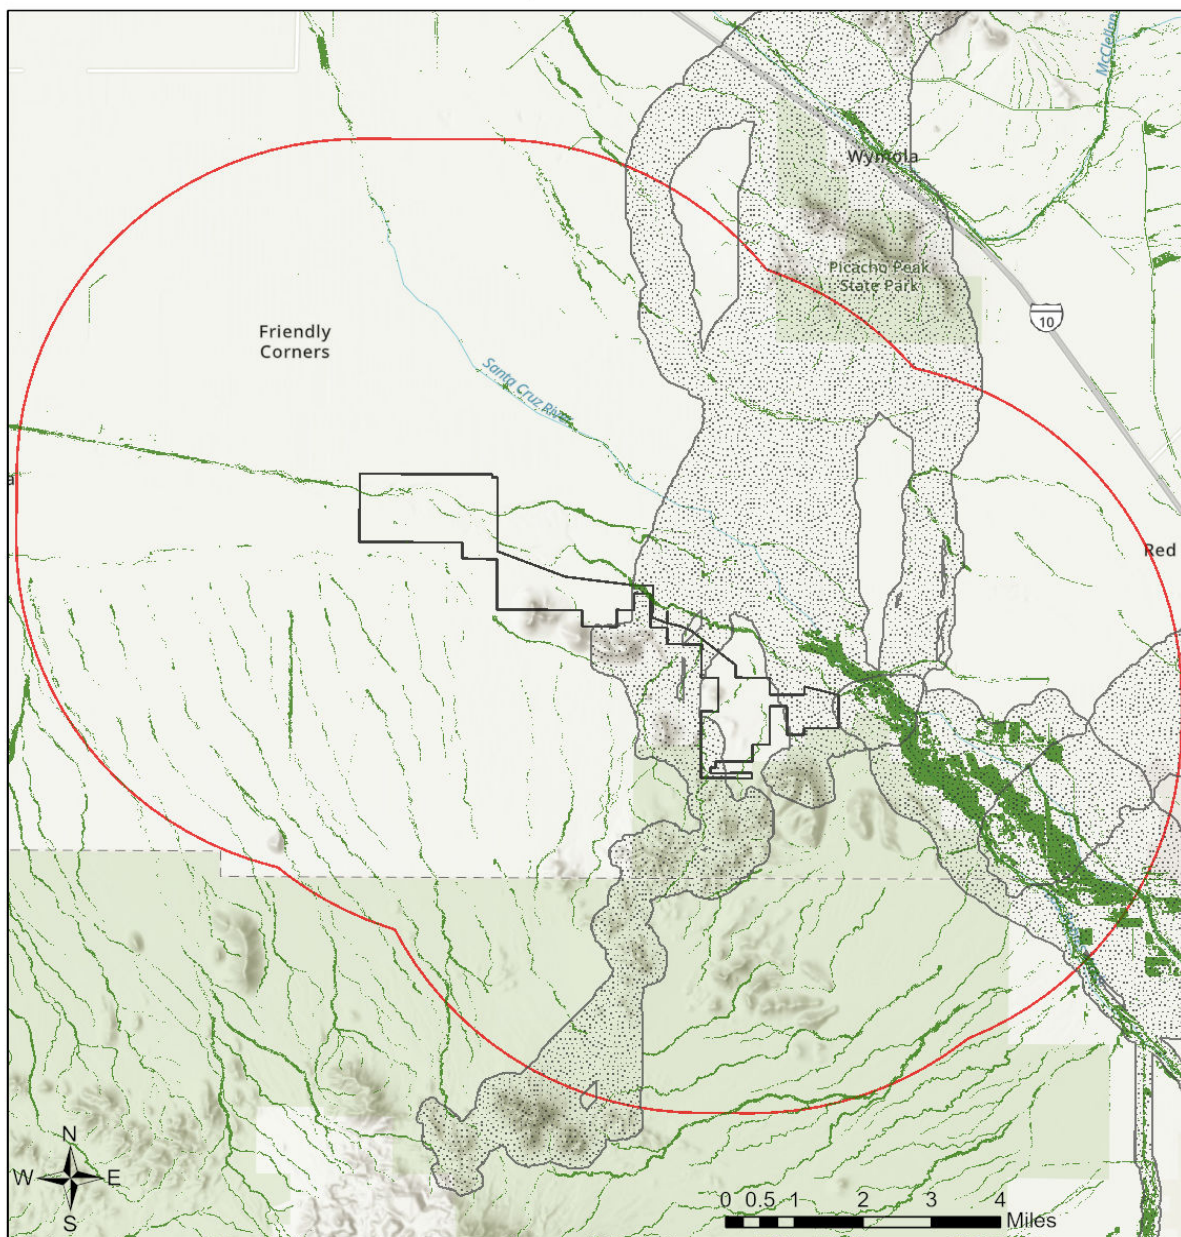 McClellan
Wymola
Picacho Peak
State Park
10
Friendly
Corners
Santa Cruz River
a
Red
N
W E
S
0 0.5 1 2 3 4
Miles